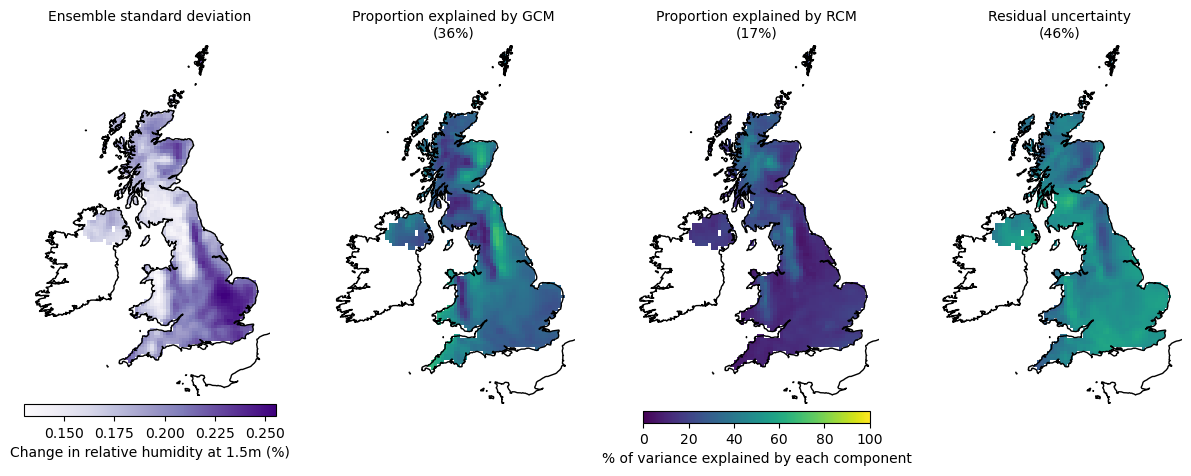 Ensemble standard deviation
Proportion explained by GCM
(36%)
Proportion explained by RCM
(17%)
Residual uncertainty
(46%)
0.150 0.175 0.200 0.225 0.250
Change in relative humidity at 1.5m (%)
0 20 40 60 80 100
% of variance explained by each component